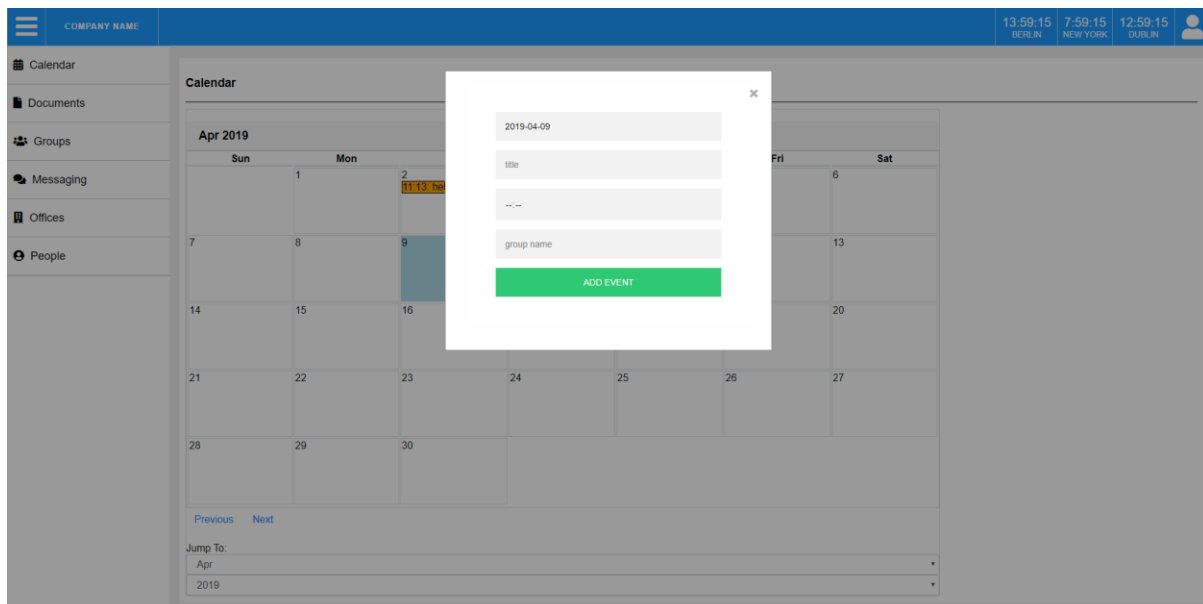 COMPANY NAME
13:59:15 7:59:15 12:59:15
BERLIN NEW YORK DUBLIN
Calendar
Documents
Groups
Messaging
Offices
People
Calendar
Apr 2019
Sun Mon Fri Sat
1 2 6
11:13: hel
7 8 9 13
14 15 16 20
21 22 23 24 25 26 27
28 29 30
Previous Next
Jump To:
Apr
2019
×
2019-04-09
title
--:--
group name
ADD EVENT